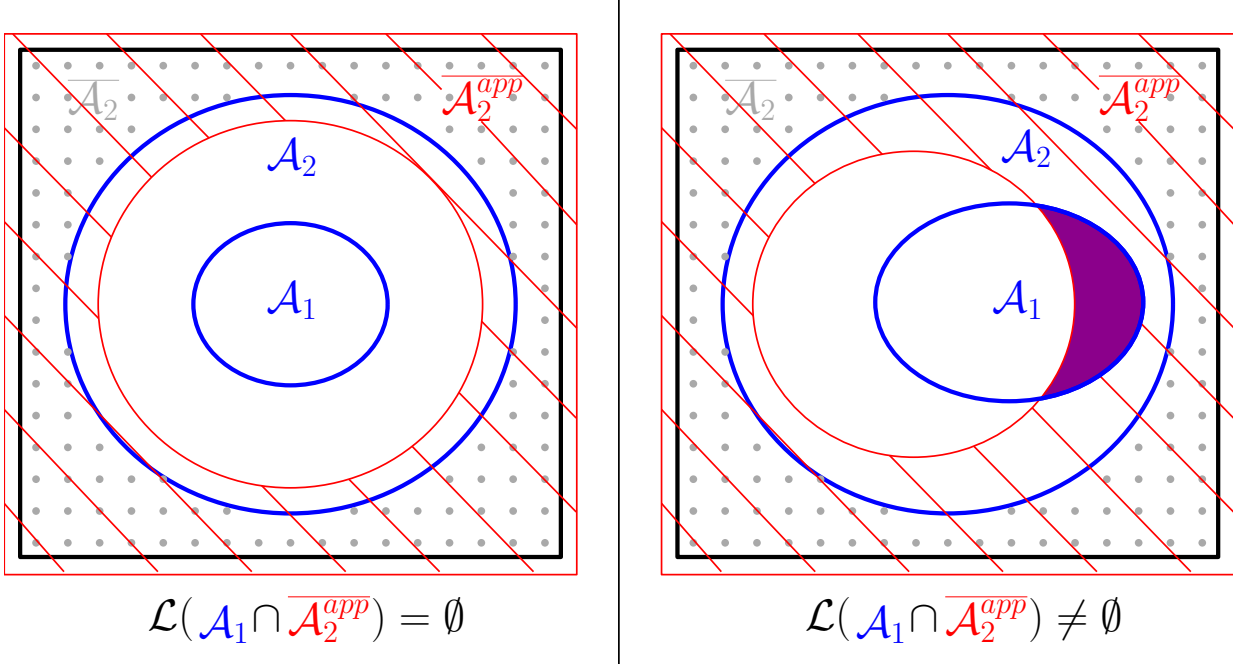 $\overline{\mathcal{A}_2}$ $\overline{\mathcal{A}_2^{app}}$
$\mathcal{A}_2$
$\mathcal{A}_1$
$\mathcal{L}(\mathcal{A}_1 \cap \overline{\mathcal{A}_2^{app}}) = \emptyset$
$\overline{\mathcal{A}_2}$ $\overline{\mathcal{A}_2^{app}}$
$\mathcal{A}_2$
$\mathcal{A}_1$
$\mathcal{L}(\mathcal{A}_1 \cap \overline{\mathcal{A}_2^{app}}) \neq \emptyset$